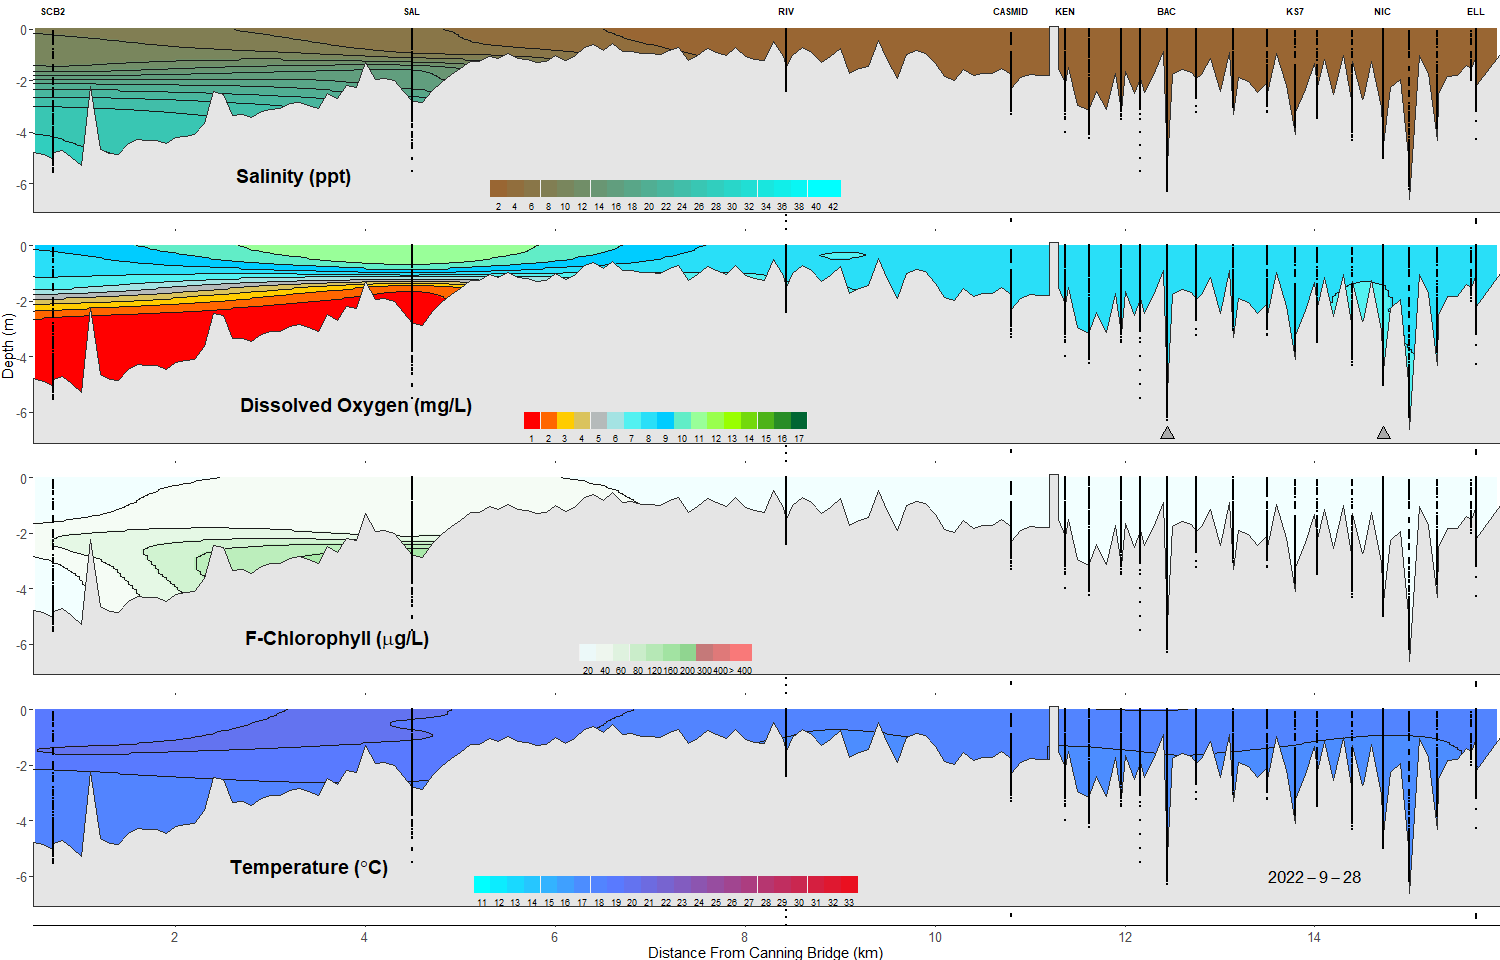 SCB2 SAL RIV CASMID KEN BAC KS7 NIC ELL
0
-2
-4
-6
Salinity (ppt)
2 4 6 8 10 12 14 16 18 20 22 24 26 28 30 32 34 36 38 40 42
0
-2
-4
-6
Dissolved Oxygen (mg/L)
1 2 3 4 5 6 7 8 9 10 11 12 13 14 15 16 17
Depth (m)
0
-2
-4
-6
F-Chlorophyll (μg/L)
20 40 60 80 120 160 200 300 400 > 400
0
-2
-4
-6
Temperature (°C)
11 12 13 14 15 16 17 18 19 20 21 22 23 24 25 26 27 28 29 30 31 32 33
2022 – 9 – 28
2 4 6 8 10 12 14
Distance From Canning Bridge (km)